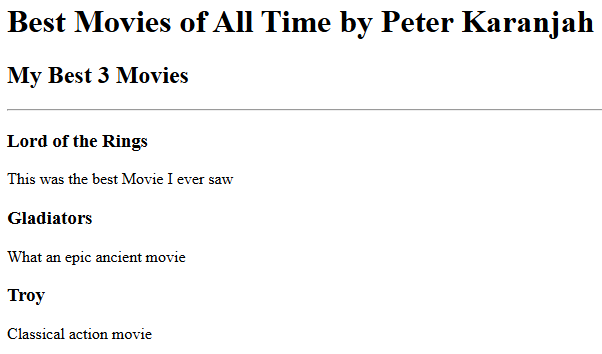 Best Movies of All Time by Peter Karanjah
My Best 3 Movies
Lord of the Rings
This was the best Movie I ever saw
Gladiators
What an epic ancient movie
Troy
Classical action movie